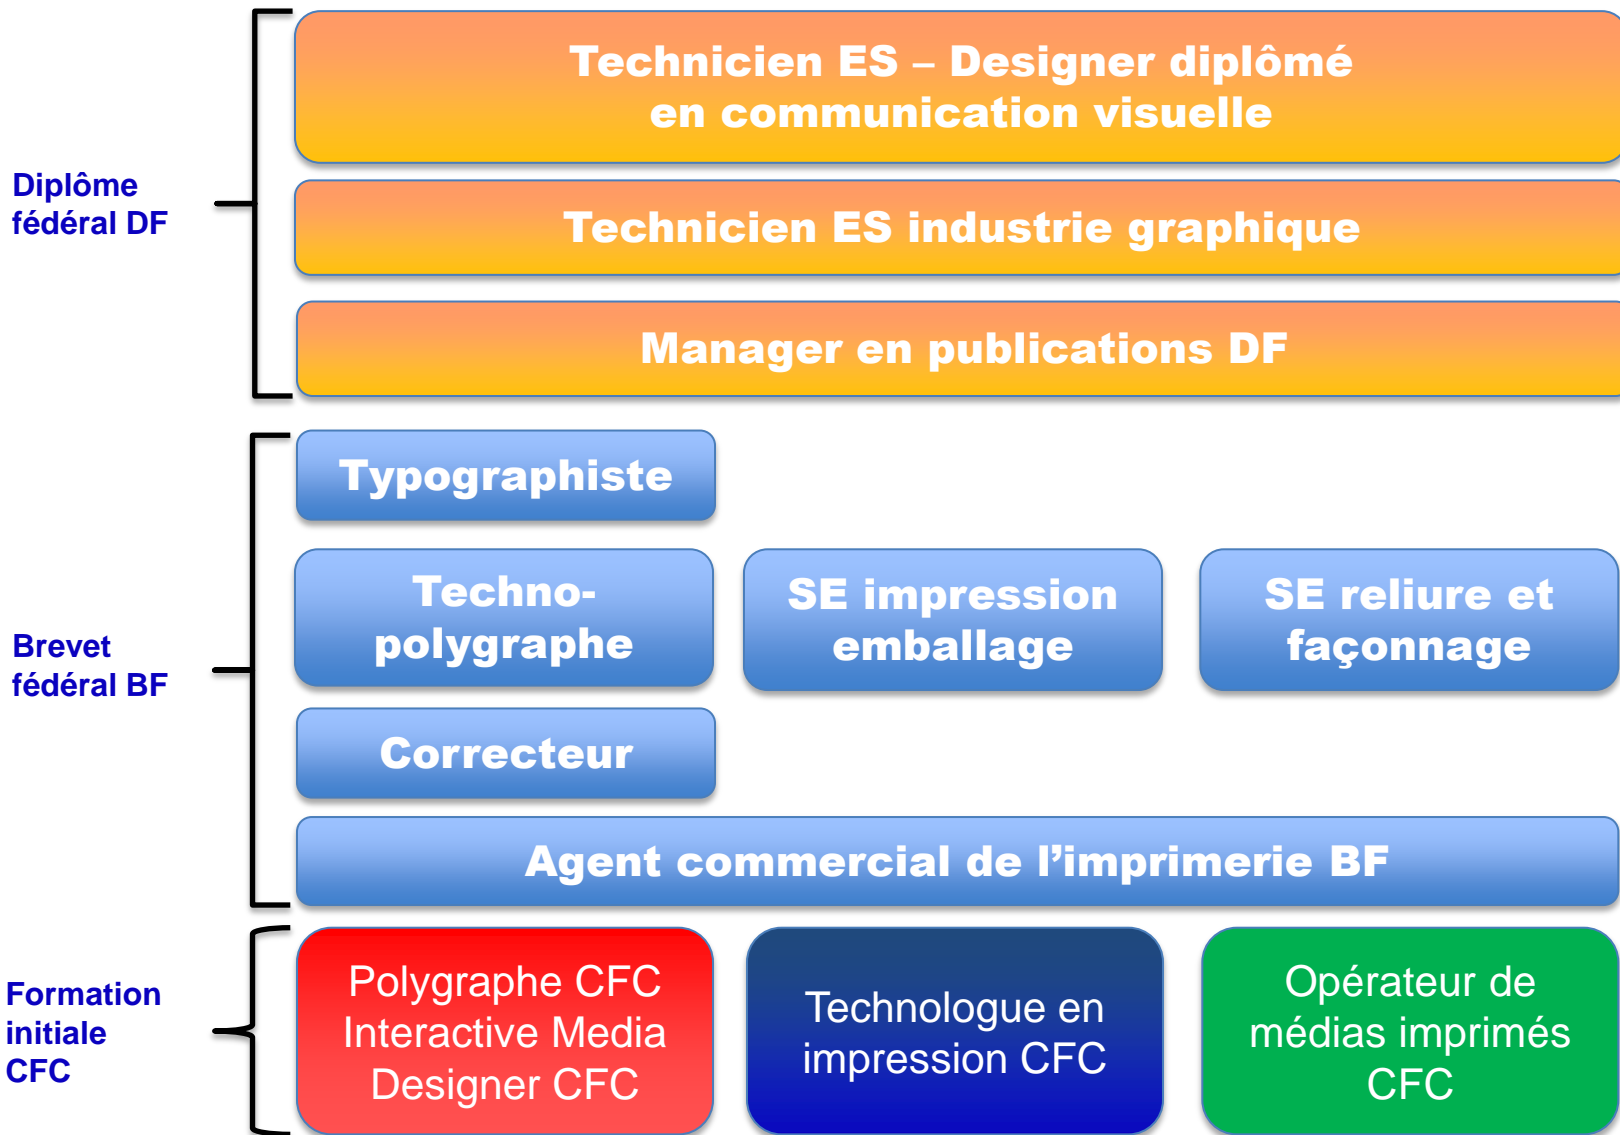 Technicien ES – Designer diplômé
en communication visuelle
Diplôme
fédéral DF
Technicien ES industrie graphique
Manager en publications DF
Typographiste
Techno-
polygraphe
SE impression
emballage
SE reliure et
façonnage
Brevet
fédéral BF
Correcteur
Agent commercial de l’imprimerie BF
Formation
initiale
CFC
Polygraphe CFC
Interactive Media
Designer CFC
Technologue en
impression CFC
Opérateur de
médias imprimés
CFC